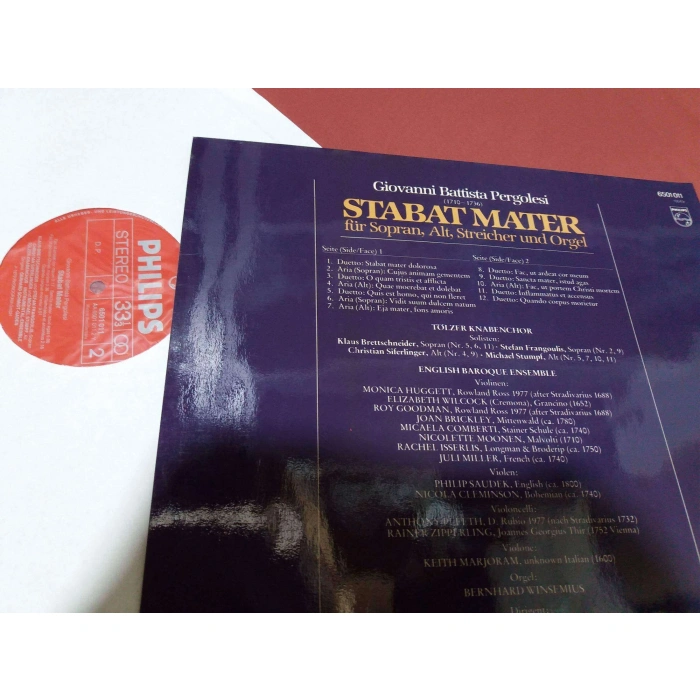 Giovanni Battista Pergolesi
(1710-1736)
STABAT MATER
für Sopran, Alt, Streicher und Orgel
6501 011
Seite (Side/Face) 1
1. Duetto: Stabat mater dolorosa
2. Aria (Sopran): Cujus animam gementem
3. Duetto: O quam tristis et afflicta
4. Aria (Alt): Quae moerebat et dolebat
5. Duetto: Quis est homo, qui non fleret
6. Aria (Sopran): Vidit suum dulcem natum
7. Aria (Alt): Eja mater, fons amoris
Seite (Side/Face) 2
8. Duetto: Fac, ut ardeat cor meum
9. Duetto: Sancta mater, istud agas
10. Aria (Alt): Fac, ut portem Christi mortem
11. Duetto: Inflammatus et accensus
12. Duetto: Quando corpus morietur
TÖLZER KNABENCHOR
Solisten:
Klaus Brettschneider, Sopran (Nr. 5, 6, 11) · Stefan Frangoulis, Sopran (Nr. 2, 9)
Christian Siferlinger, Alt (Nr. 4, 9) · Michael Stumpf, Alt (Nr. 5, 7, 10, 11)
ENGLISH BAROQUE ENSEMBLE
Violinen:
MONICA HUGGETT, Rowland Ross 1977 (after Stradivarius 1688)
ELIZABETH WILCOCK (Cremona), Grancino (1652)
ROY GOODMAN, Rowland Ross 1977 (after Stradivarius 1688)
JOAN BRICKLEY, Mittenwald (ca. 1780)
MICAELA COMBERTI, Stainer Schule (ca. 1740)
NICOLETTE MOONEN, Malvolti (1710)
RACHEL ISSERLIS, Longman & Broderip (ca. 1750)
JULI MILLER, French (ca. 1740)
Violen:
PHILIP SAUDEK, English (ca. 1800)
NICOLA CLEMINSON, Bohemian (ca. 1740)
Violoncelli:
ANTHONY PLEETH, D. Rubio 1977 (nach Stradivarius 1732)
RAINER ZIPPERLING, Joannes Georgius Thir (1752 Vienna)
Violone:
KEITH MARJORAM, unknown Italian (1600)
Orgel:
BERNHARD WINSEMIUS
Dirigent:
PHILIPS
STEREO
33⅓
2